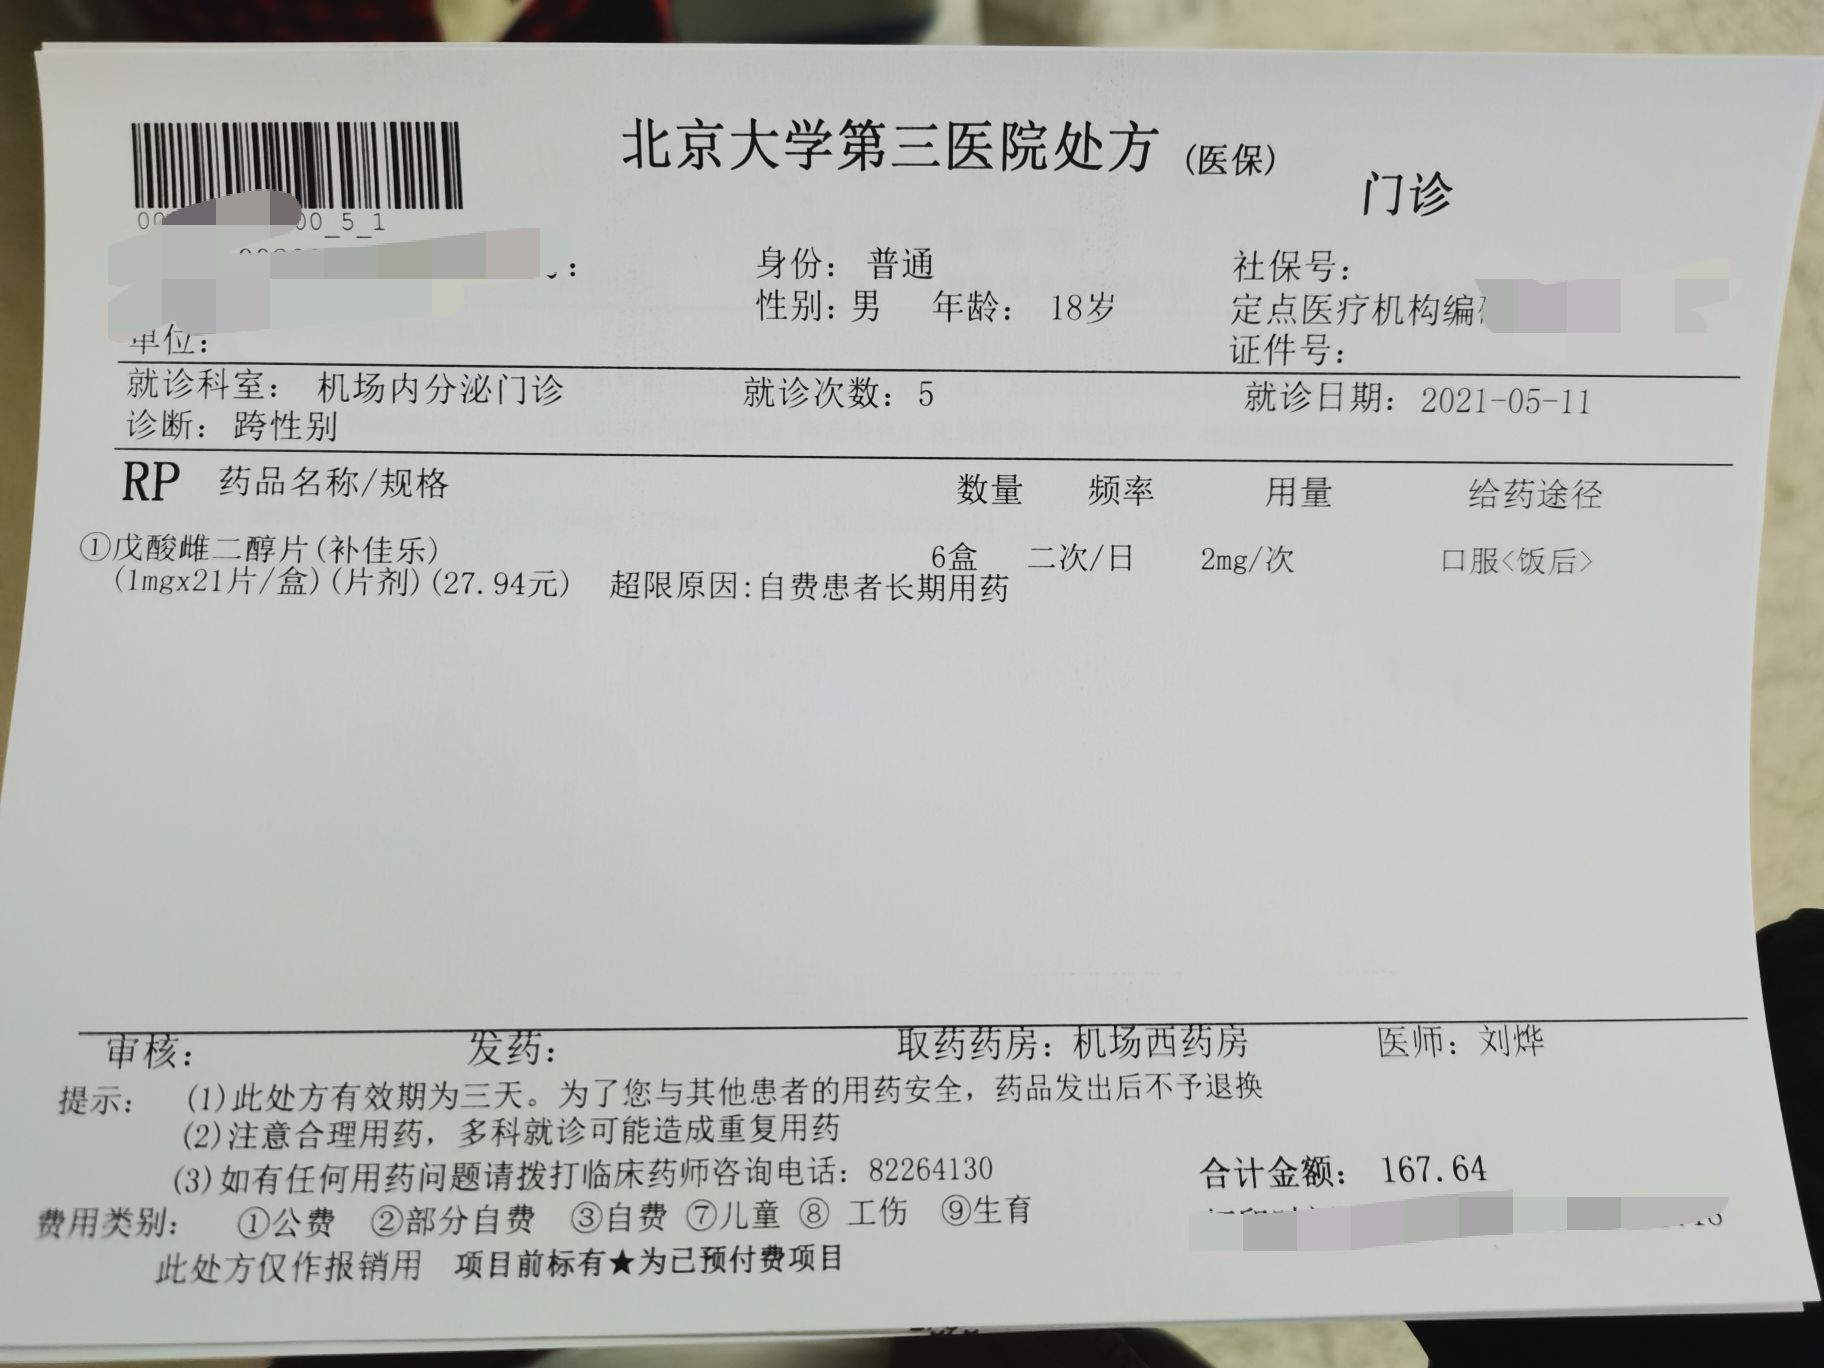 北京大学第三医院处方 (医保)
门诊
00_5_1
身份： 普通
社保号：
性别：男 年龄： 18岁
定点医疗机构编
单位：
证件号：
就诊科室： 机场内分泌门诊 就诊次数：5 就诊日期：2021-05-11
诊断：跨性别
RP 药品名称/规格 数量 频率 用量 给药途径
①戊酸雌二醇片(补佳乐) 6盒 二次/日 2mg/次 口服<饭后>
(1mgx21片/盒)(片剂)(27.94元) 超限原因:自费患者长期用药
审核： 发药： 取药药房：机场西药房 医师：刘烨
提示： (1)此处方有效期为三天。为了您与其他患者的用药安全，药品发出后不予退换
(2)注意合理用药，多科就诊可能造成重复用药
(3)如有任何用药问题请拨打临床药师咨询电话：82264130
合计金额： 167.64
费用类别： ①公费 ②部分自费 ③自费 ⑦儿童 ⑧ 工伤 ⑨生育
此处方仅作报销用 项目前标有★为已预付费项目